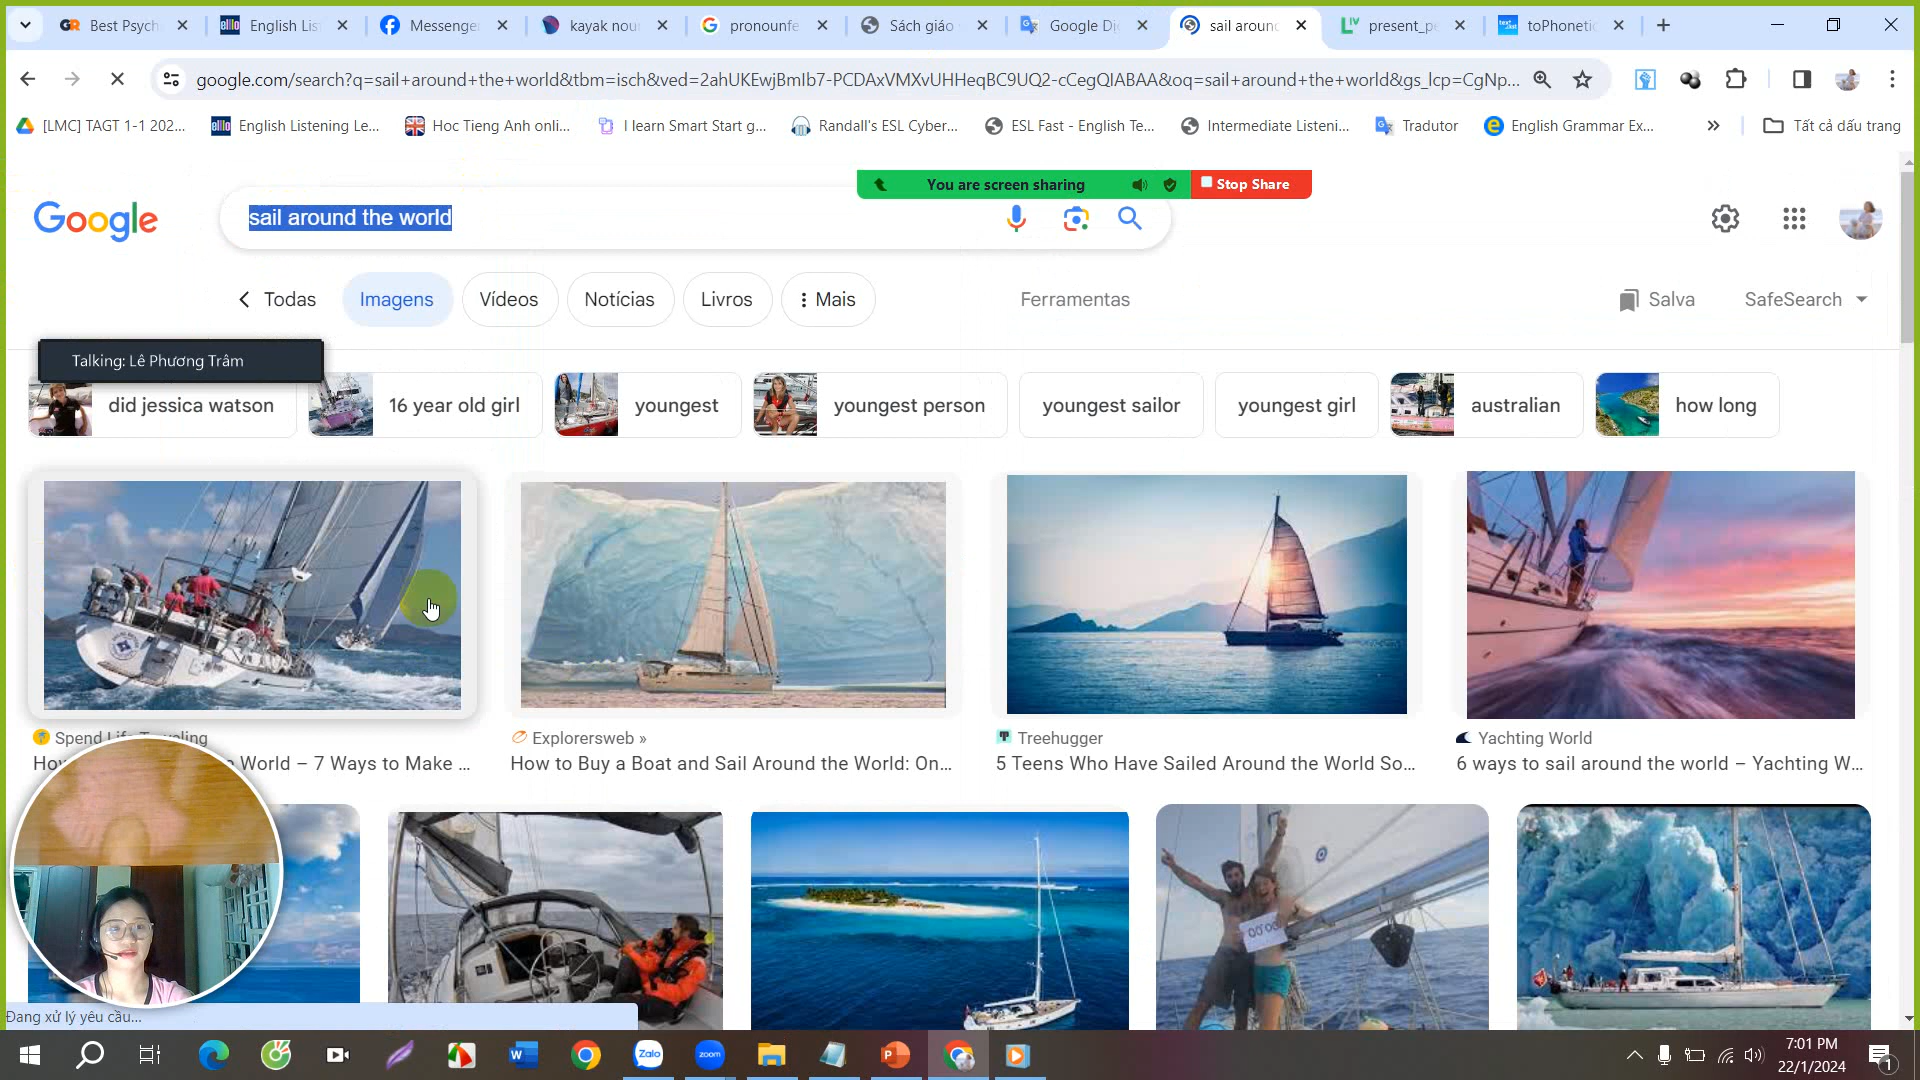 Best Psych
English Lis
Messenger
kayak noun
pronounfe
Sách giáo
Google Di
sail around
present_pe
toPhonetic
google.com/search?q=sail+around+the+world&tbm=isch&ved=2ahUKEwjBmIb7-PCDAxVMXvUHHeqBC9UQ2-cCegQIABAA&oq=sail+around+the+world&gs_lcp=CgNp...
[LMC] TAGT 1-1 202...
English Listening Le...
Hoc Tieng Anh onli...
I learn Smart Start g...
Randall's ESL Cyber...
ESL Fast - English Te...
Intermediate Listeni...
Tradutor
English Grammar Ex...
Tất cả dấu trang
You are screen sharing
Stop Share
Google
sail around the world
Todas
Imagens
Vídeos
Notícias
Livros
Mais
Ferramentas
Salva
SafeSearch
Talking: Lê Phương Trâm
did jessica watson
16 year old girl
youngest
youngest person
youngest sailor
youngest girl
australian
how long
Explorersweb »
Treehugger
Yachting World
World – 7 Ways to Make ...
How to Buy a Boat and Sail Around the World: On...
5 Teens Who Have Sailed Around the World So...
6 ways to sail around the world – Yachting W...
Đang xử lý yêu cầu...
Zalo
zoom
7:01 PM
22/1/2024
1